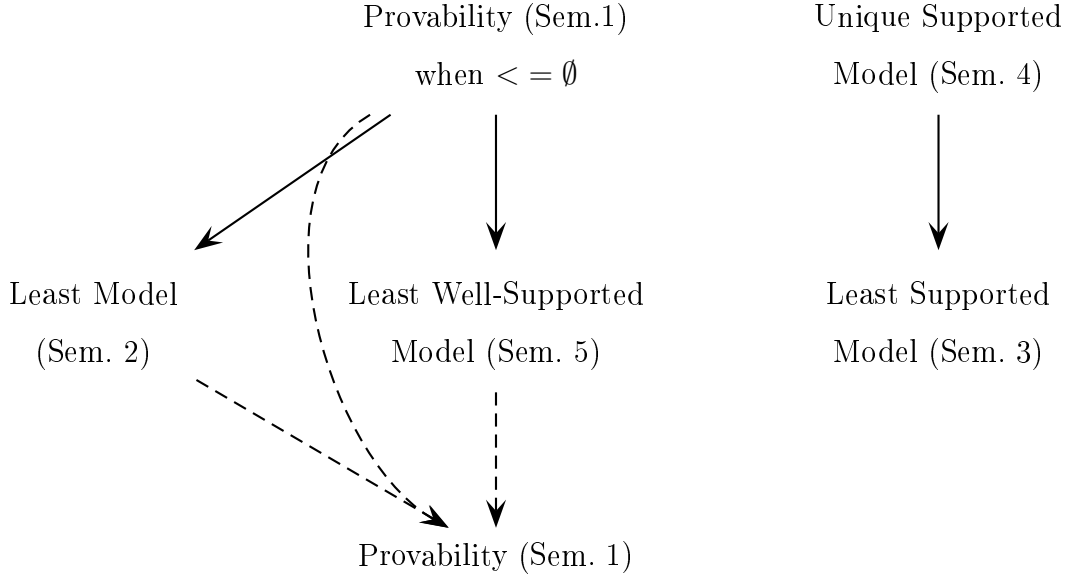 Provability (Sem.1)
when < = ∅
Unique Supported
Model (Sem. 4)
Least Model
(Sem. 2)
Least Well-Supported
Model (Sem. 5)
Least Supported
Model (Sem. 3)
Provability (Sem. 1)